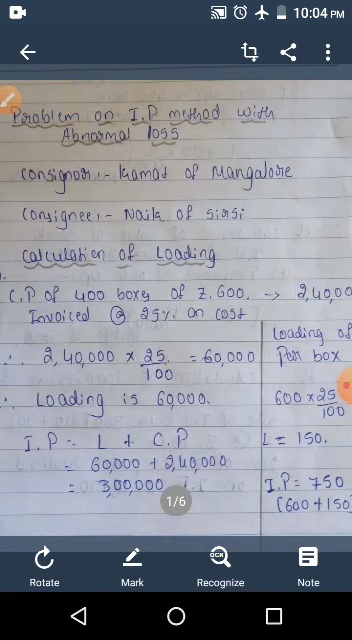 10:04 PM
Problem on I.P method with
Abnormal loss
Consignor:- Kamat of Mangalore
Consignee:- Naik of Sirsi
Calculation of Loading
C.P of 400 boxes of Z.600. → 2,40,00
Invoiced @ 25% on cost
∴ 2,40,000 × 25/100 = 60,000
∴ Loading is 60,000.
I.P = L + C.P
= 60,000 + 2,40,000
= 3,00,000
Loading of
Per box
600 × 25/100
L = 150.
I.P = 750
(600 + 150
1/6
Rotate
Mark
OCR
Recognize
Note